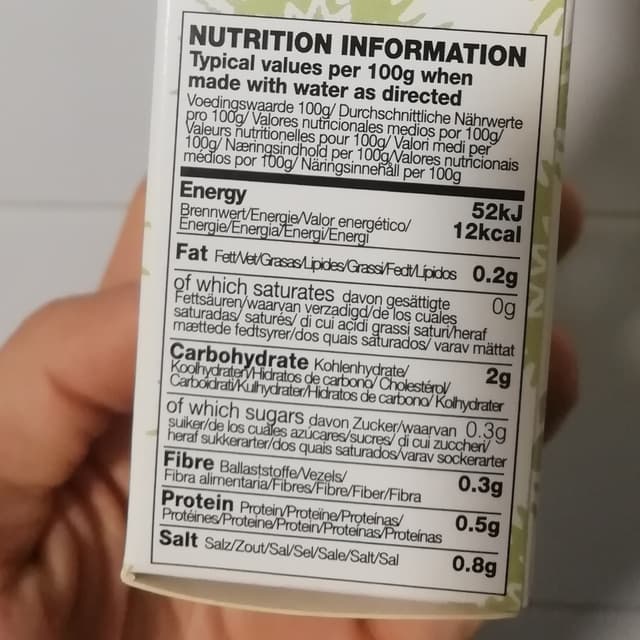 NUTRITION INFORMATION
Typical values per 100g when
made with water as directed
Voedingswaarde 100g/ Durchschnittliche Nährwerte
pro 100g/ Valores nutricionales medios por 100g/
Valeurs nutritionelles pour 100g/ Valori medi per
100g/ Næringsindhold per 100g/Valores nutricionais
médios por 100g/ Näringsinnehåll per 100g
Energy 52kJ
Brennwert/Energie/Valor energético/ 12kcal
Énergie/Energia/Energi/Energi
Fat Fett/Vet/Grasas/Lipides/Grassi/Fedt/Lípidos 0.2g
of which saturates davon gesättigte 0g
Fettsäuren/waaryan verzadigd/de los cuales
saturadas/ saturés/ di cui acidi grassi saturi/heraf
mættede fedtsyrer/dos quais saturados/ varav mättat
Carbohydrate Kohlenhydrate/ 2g
Koolhydraten/Hidratos de carbono/ Cholestérol/
Carboidrati/Kulhydrater/Hidratos de carbono/ Kolhydrater
of which sugars davon Zucker/waarvan 0.3g
suiker/de los cuales azúcares/sucres/ di cui zuccheri/
heraf sukkerarter/dos quais saturados/varav sockerarter
Fibre Ballaststoffe/Vezels/ 0.3g
Fibra alimentaria/Fibres/Fibre/Fiber/Fibra
Protein Protein/Proteïne/Proteínas/ 0.5g
Protéines/Proteine/Protein/Proteínas/Proteínas
Salt Salz/Zout/Sal/Sel/Sale/Salt/Sal 0.8g